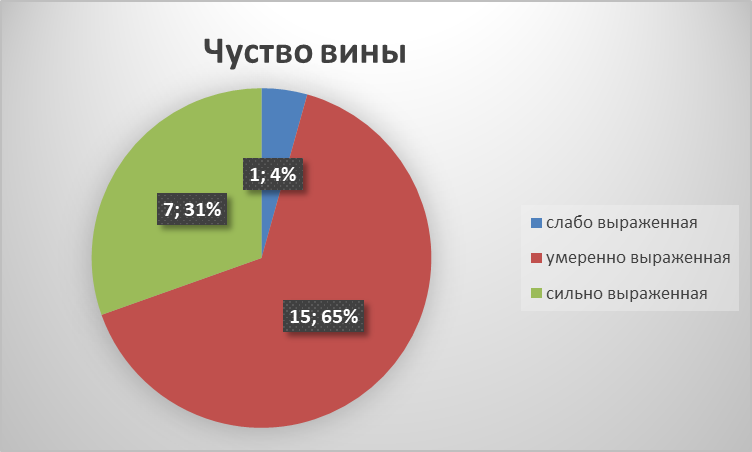 Чуство вины
1; 4%
7; 31%
15; 65%
слабо выраженная
умеренно выраженная
сильно выраженная